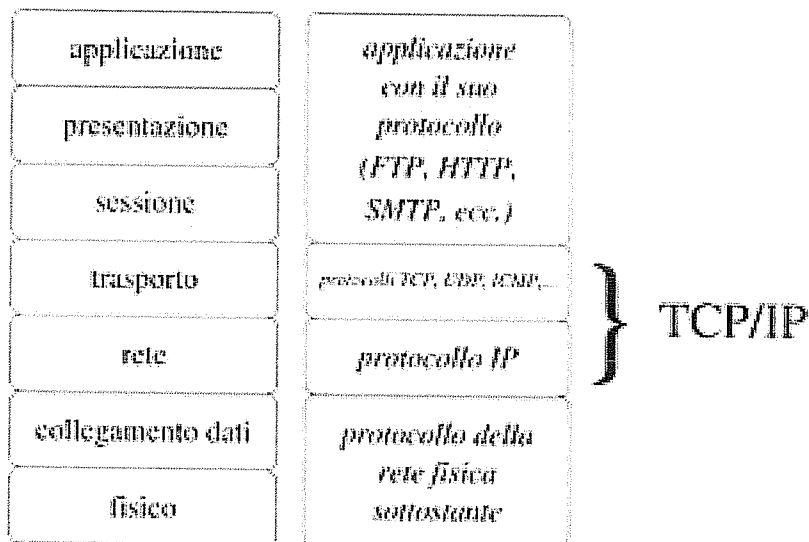 applicazione
presentazione
sessione
trasporto
rete
collegamento dati
fisico
applicazione
con il suo
protocollo
(FTP, HTTP,
SMTP, ecc.)
protocolli TCP, UDP, ICMP,...
protocollo IP
protocollo della
rete fisica
sottostante
TCP/IP